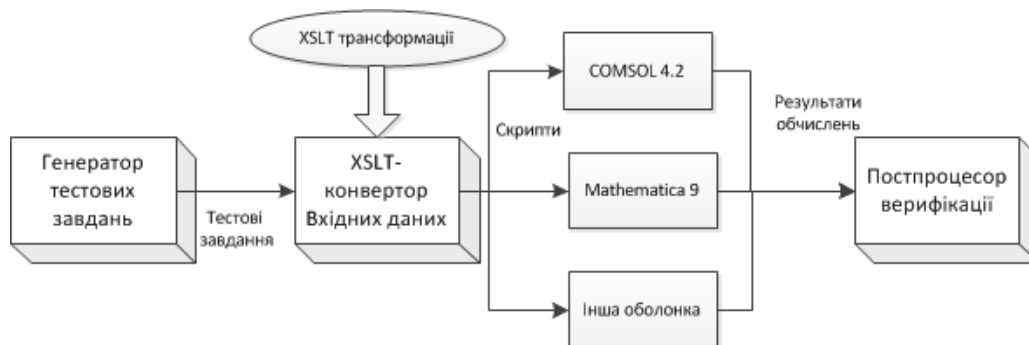 XSLT трансформації
COMSOL 4.2
Результати
обчислень
Скрипти
Генератор
тестових
завдань
XSLT-
конвертор
Вхідних даних
Mathematica 9
Постпроцесор
верифікації
Тестові
завдання
Інша оболонка